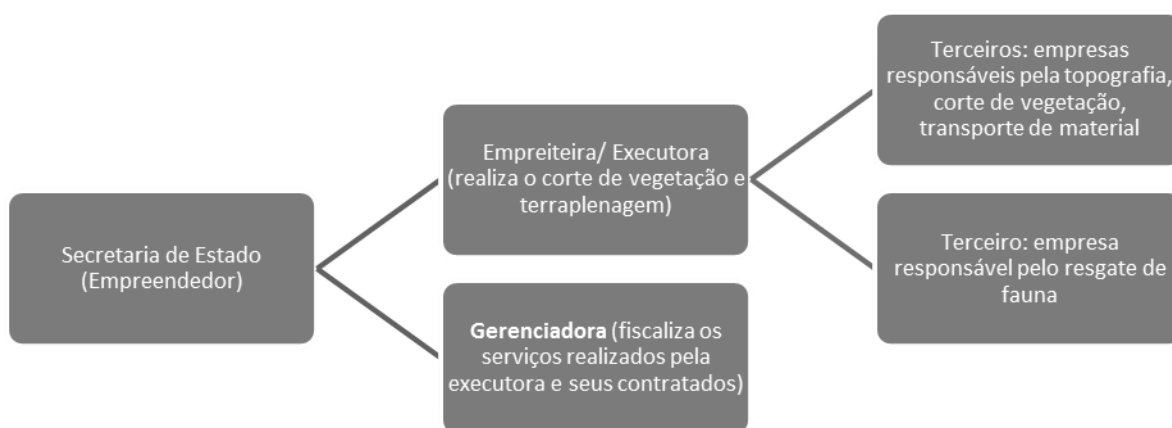 Secretaria de Estado
(Empreendedor)
Empreiteira/ Executora
(realiza o corte de vegetação e
terraplenagem)
Gerenciadora (fiscaliza os
serviços realizados pela
executora e seus contratados)
Terceiros: empresas
responsáveis pela topografia,
corte de vegetação,
transporte de material
Terceiro: empresa
responsável pelo resgate de
fauna